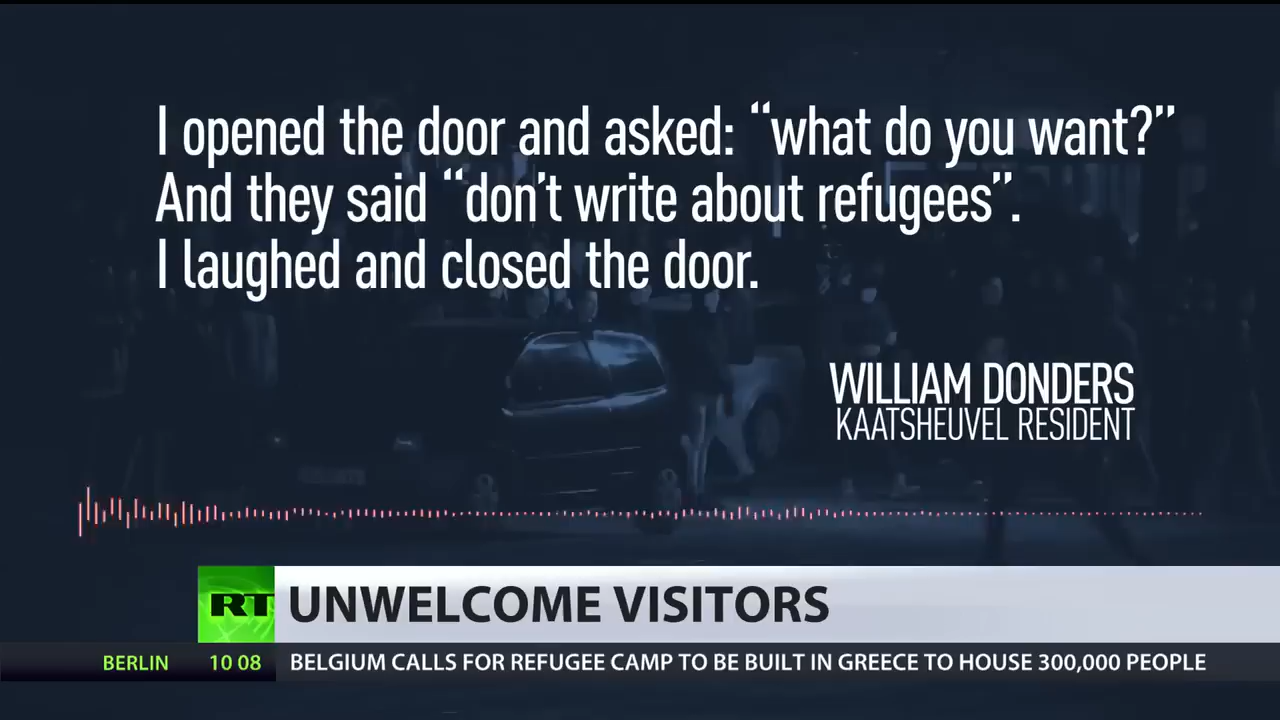 I opened the door and asked: “what do you want?”
And they said “don't write about refugees”.
I laughed and closed the door.
WILLIAM DONDERS
KAATSHEUVEL RESIDENT
RT UNWELCOME VISITORS
BERLIN 10 08 BELGIUM CALLS FOR REFUGEE CAMP TO BE BUILT IN GREECE TO HOUSE 300,000 PEOPLE